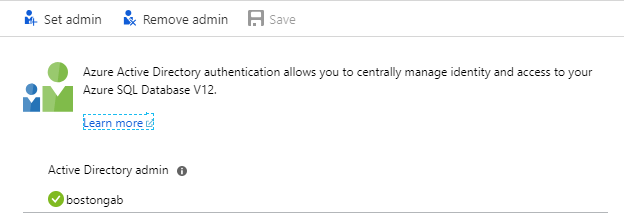 Set admin Remove admin Save
Azure Active Directory authentication allows you to centrally manage identity and access to your
Azure SQL Database V12.
Learn more
Active Directory admin
bostongab